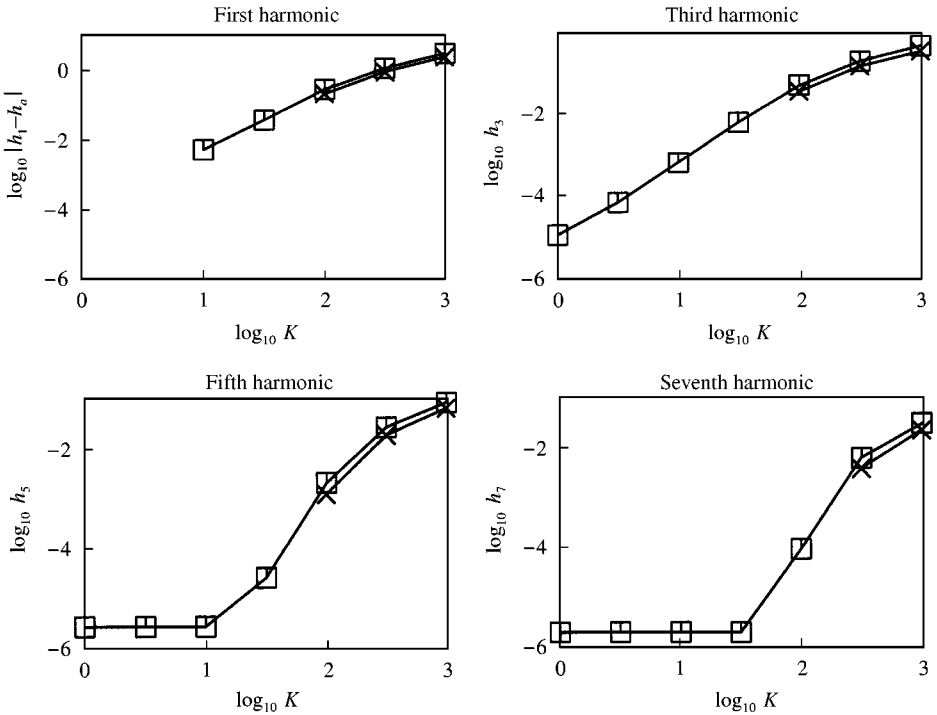 First harmonic
log₁₀ |h₁−hₐ|
0
−2
−4
−6
0 1 2 3
log₁₀ K
Third harmonic
log₁₀ h₃
−2
−4
−6
0 1 2 3
log₁₀ K
Fifth harmonic
log₁₀ h₅
−2
−4
−6
0 1 2 3
log₁₀ K
Seventh harmonic
log₁₀ h₇
−2
−4
−6
0 1 2 3
log₁₀ K